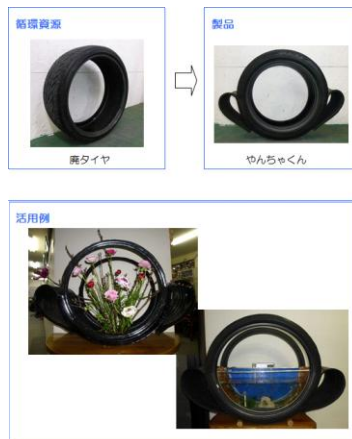 循環資源
製品
廃タイヤ
やんちゃくん
活用例